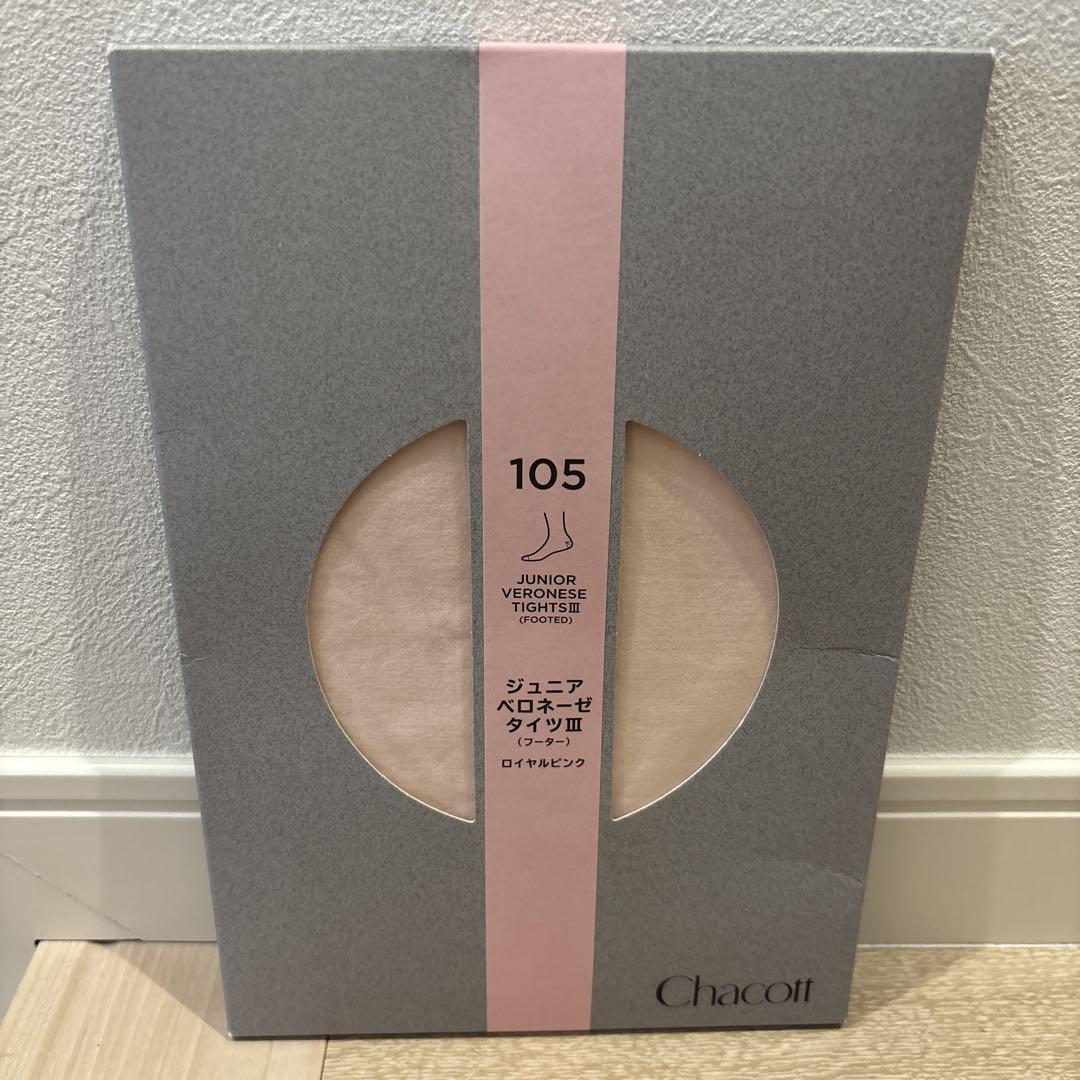 105
JUNIOR
VERONESE
TIGHTSⅢ
(FOOTED)
ジュニア
ベロネーゼ
タイツⅢ
(フーター)
ロイヤルピンク
Chacott